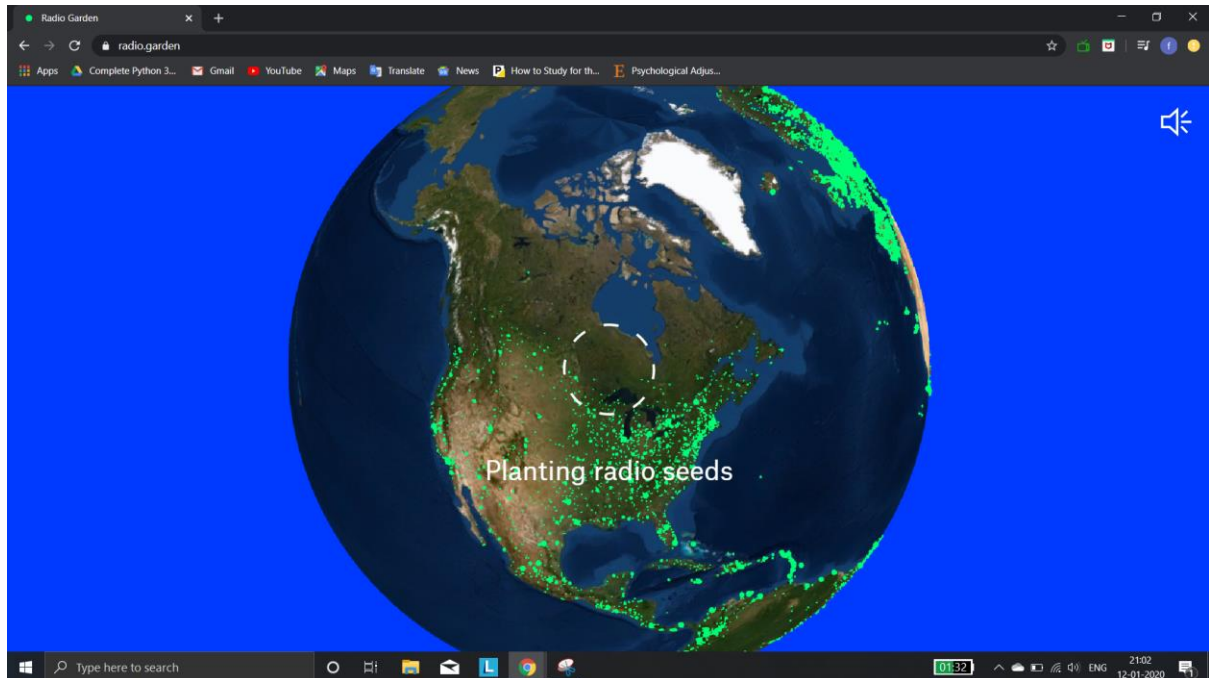 Radio Garden
radio.garden
f
Apps Complete Python 3... Gmail YouTube Maps Translate News How to Study for th... E Psychological Adjus...
Planting radio seeds
Type here to search L 01:32 ENG 21:02
12-01-2020 1